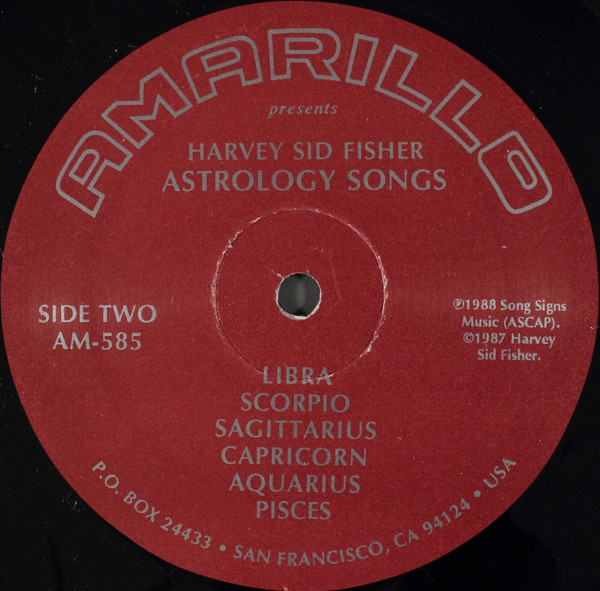 AMARILLO
presents
HARVEY SID FISHER
ASTROLOGY SONGS
SIDE TWO
AM-585
℗1988 Song Signs
Music (ASCAP).
©1987 Harvey
Sid Fisher.
LIBRA
SCORPIO
SAGITTARIUS
CAPRICORN
AQUARIUS
PISCES
P.O. BOX 24433 • SAN FRANCISCO, CA 94124 • USA